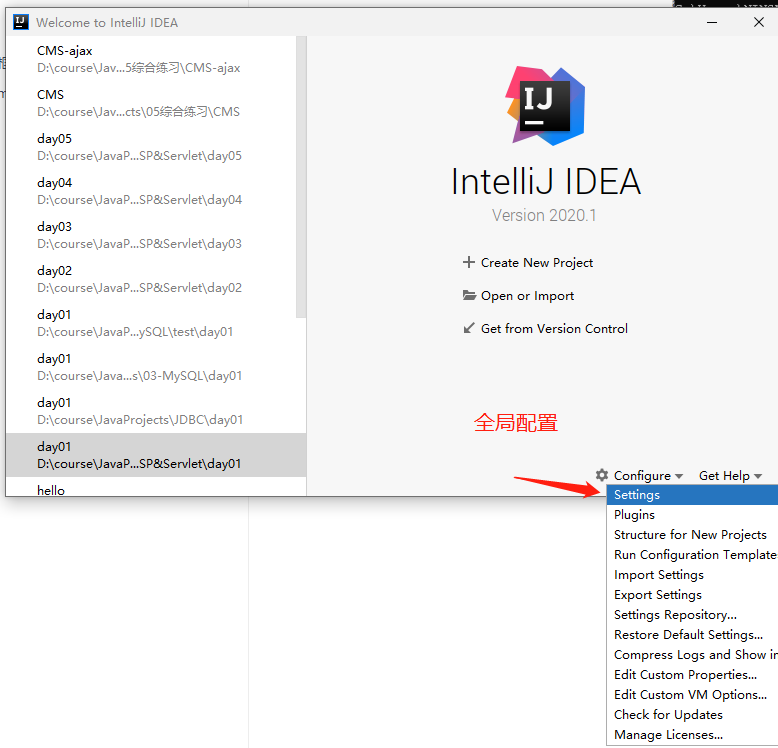 Welcome to IntelliJ IDEA
CMS-ajax
D:\course\Jav...5综合练习\CMS-ajax
CMS
D:\course\Jav...cts\05综合练习\CMS
day05
D:\course\JavaP...SP&Servlet\day05
day04
D:\course\JavaP...SP&Servlet\day04
day03
D:\course\JavaP...SP&Servlet\day03
day02
D:\course\JavaP...SP&Servlet\day02
day01
D:\course\JavaP...ySQL\test\day01
day01
D:\course\Java...s\03-MySQL\day01
day01
D:\course\JavaProjects\JDBC\day01
day01
D:\course\JavaP...SP&Servlet\day01
hello
IJ
IntelliJ IDEA
Version 2020.1
Create New Project
Open or Import
Get from Version Control
全局配置
Configure
Get Help
Settings
Plugins
Structure for New Projects
Run Configuration Template
Import Settings
Export Settings
Settings Repository...
Restore Default Settings...
Compress Logs and Show in
Edit Custom Properties...
Edit Custom VM Options...
Check for Updates
Manage Licenses...